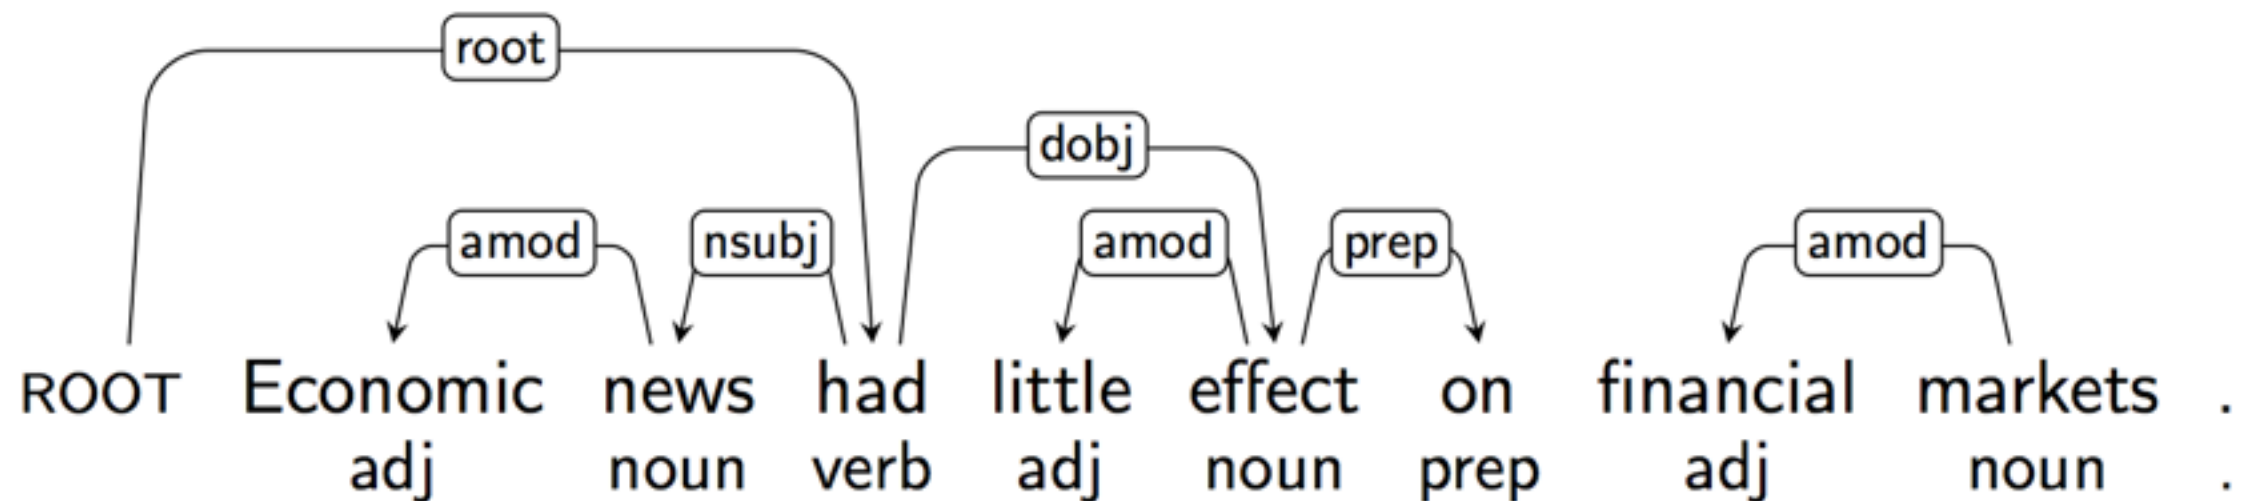 root
dobj
amod nsubj amod prep amod
ROOT Economic news had little effect on financial markets .
adj noun verb adj noun prep adj noun .